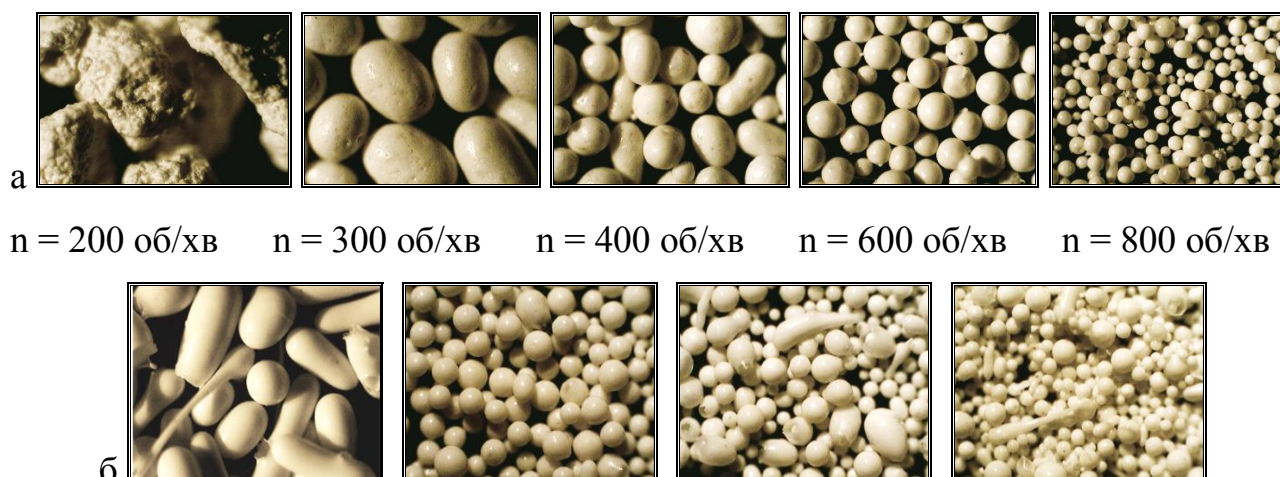 а
n = 200 об/хв n = 300 об/хв n = 400 об/хв n = 600 об/хв n = 800 об/хв
б